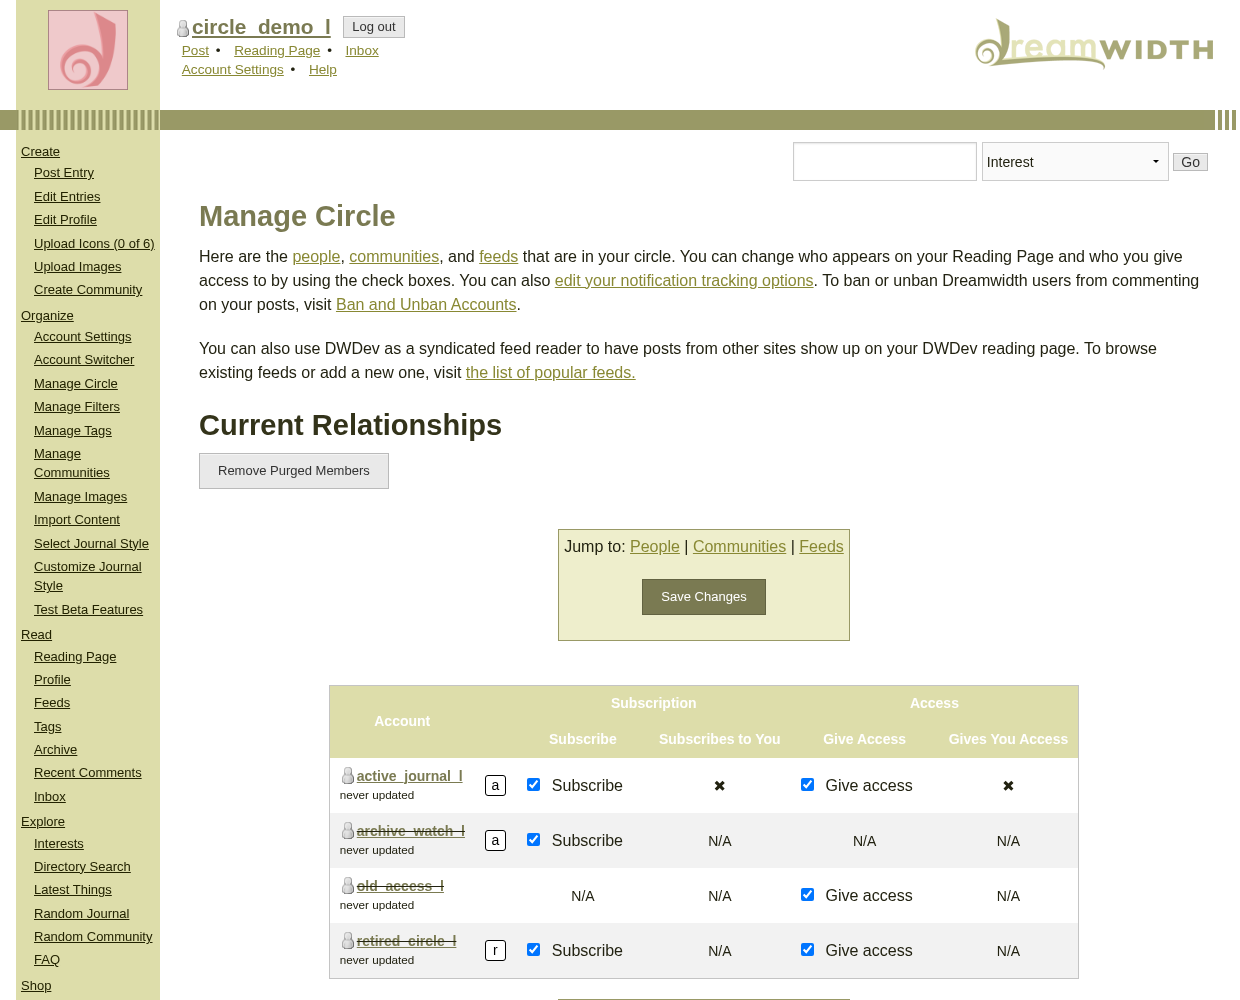 circle_demo_l Log out
Post • Reading Page • Inbox
Account Settings • Help
dreamWIDTH
Create
Post Entry
Edit Entries
Edit Profile
Upload Icons (0 of 6)
Upload Images
Create Community
Organize
Account Settings
Account Switcher
Manage Circle
Manage Filters
Manage Tags
Manage
Communities
Manage Images
Import Content
Select Journal Style
Customize Journal
Style
Test Beta Features
Read
Reading Page
Profile
Feeds
Tags
Archive
Recent Comments
Inbox
Explore
Interests
Directory Search
Latest Things
Random Journal
Random Community
FAQ
Shop
Interest Go
Manage Circle
Here are the people, communities, and feeds that are in your circle. You can change who appears on your Reading Page and who you give
access to by using the check boxes. You can also edit your notification tracking options. To ban or unban Dreamwidth users from commenting
on your posts, visit Ban and Unban Accounts.
You can also use DWDev as a syndicated feed reader to have posts from other sites show up on your DWDev reading page. To browse
existing feeds or add a new one, visit the list of popular feeds.
Current Relationships
Remove Purged Members
Jump to: People | Communities | Feeds
Save Changes
Account Subscription Access
Subscribe Subscribes to You Give Access Gives You Access
active_journal_l a Subscribe ✖ Give access ✖
never updated
archive_watch_l a Subscribe N/A N/A N/A
never updated
old_access_l N/A N/A Give access N/A
never updated
retired_circle_l r Subscribe N/A Give access N/A
never updated